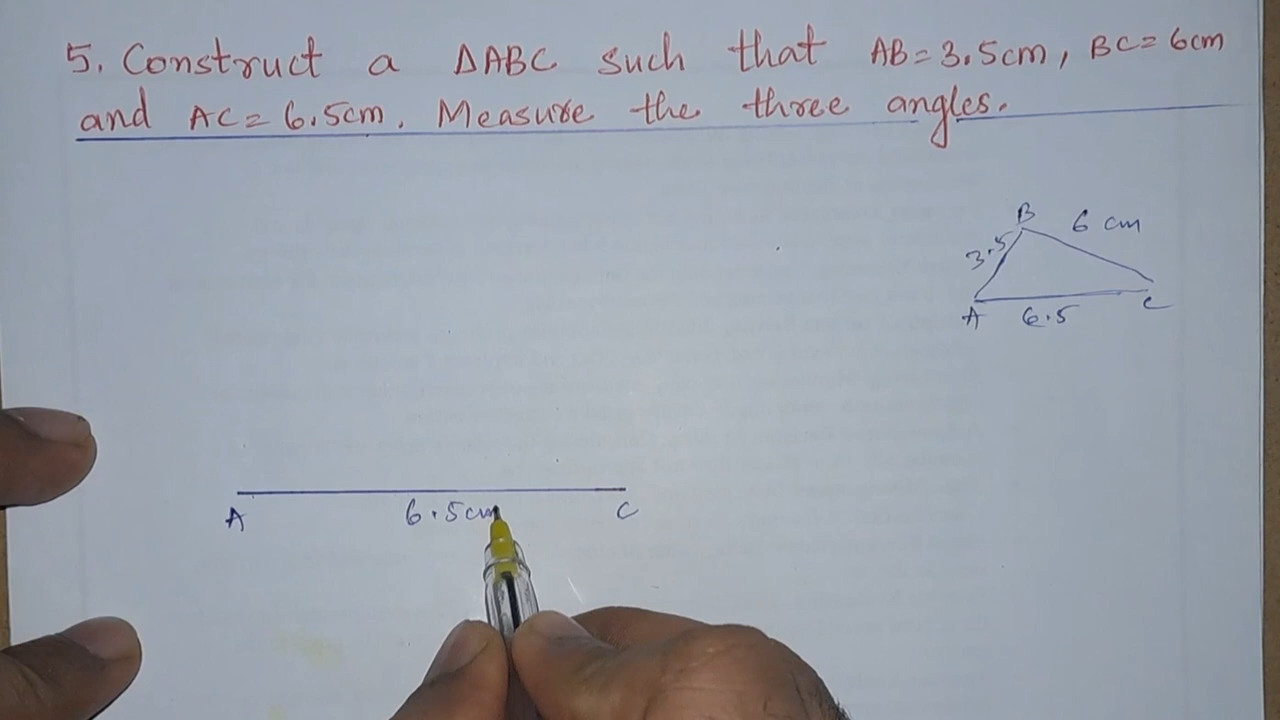 5. Construct a ΔABC such that AB=3.5cm, BC=6cm
and AC=6.5cm. Measure the three angles.
B
6 cm
3.5
A 6.5 C
A 6.5cm C